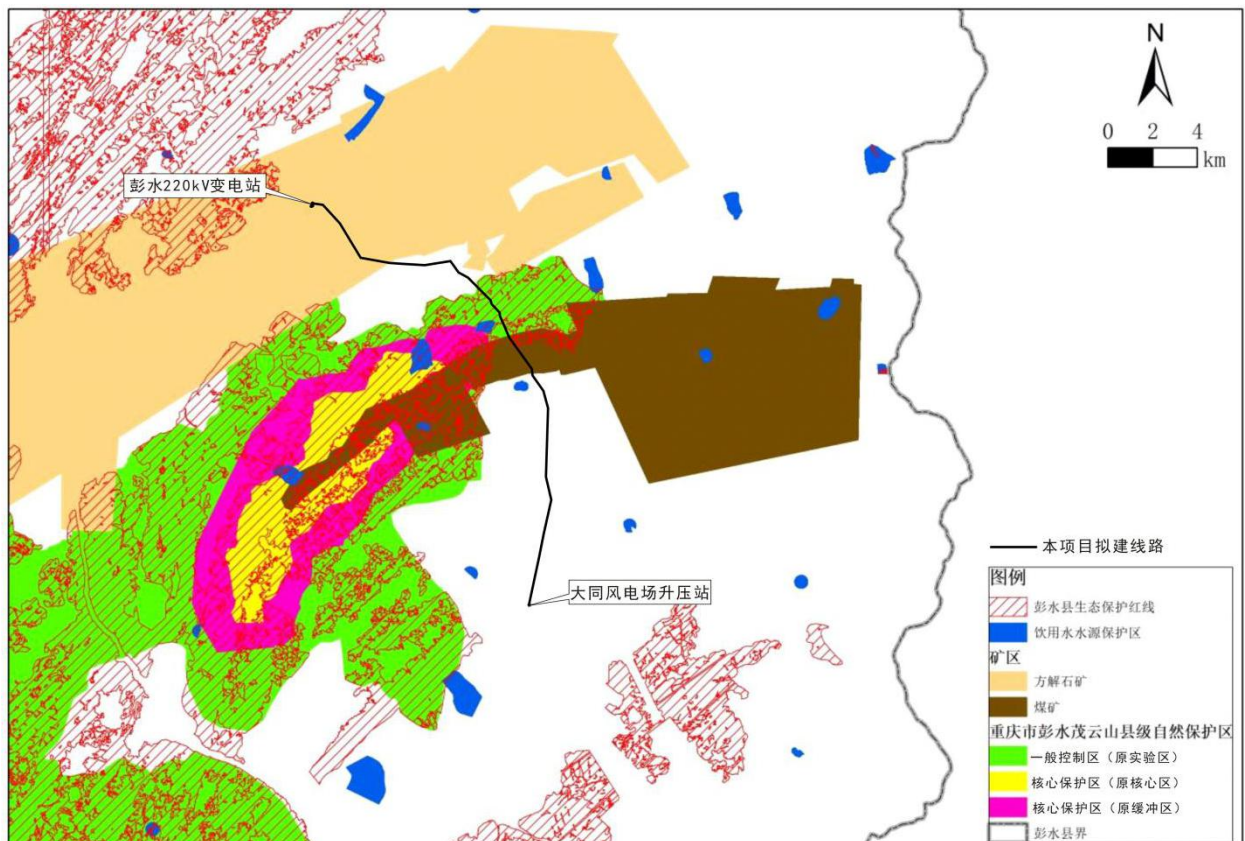 N
0 2 4
km
彭水220kV变电站
大同风电场升压站
本项目拟建线路
图例
彭水县生态保护红线
饮用水水源保护区
矿区
方解石矿
煤矿
重庆市彭水茂云山县级自然保护区
一般控制区（原实验区）
核心保护区（原核心区）
核心保护区（原缓冲区）
彭水县界